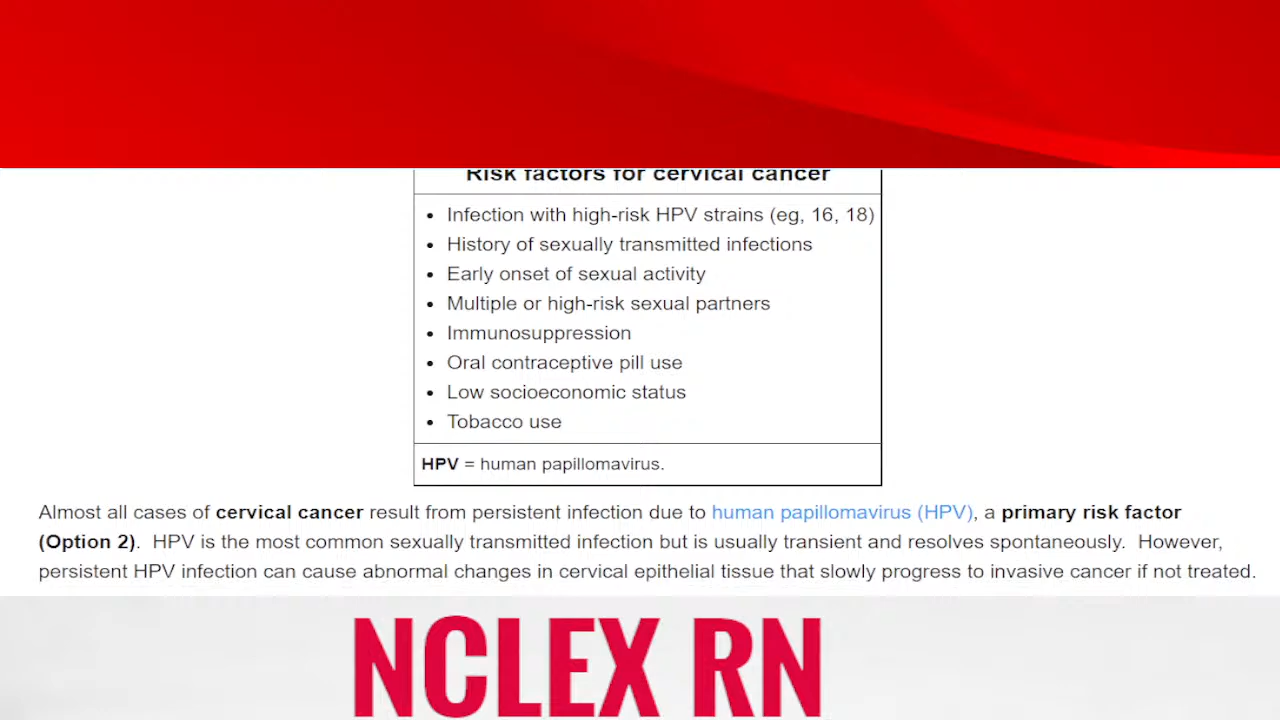 Risk factors for cervical cancer
• Infection with high-risk HPV strains (eg, 16, 18)
• History of sexually transmitted infections
• Early onset of sexual activity
• Multiple or high-risk sexual partners
• Immunosuppression
• Oral contraceptive pill use
• Low socioeconomic status
• Tobacco use
HPV = human papillomavirus.
Almost all cases of cervical cancer result from persistent infection due to human papillomavirus (HPV), a primary risk factor
(Option 2). HPV is the most common sexually transmitted infection but is usually transient and resolves spontaneously. However,
persistent HPV infection can cause abnormal changes in cervical epithelial tissue that slowly progress to invasive cancer if not treated.
NCLEX RN